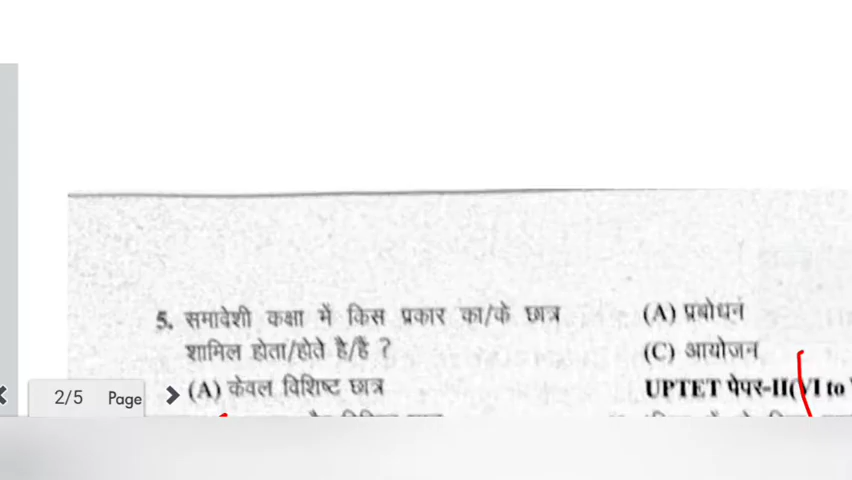 5. समावेशी कक्षा में किस प्रकार का/के छात्र
शामिल होता/होते है/हैं ?
(A) केवल विशिष्ट छात्र
(A) प्रबोधन
(C) आयोजन
UPTET पेपर-II(VI to
2/5 Page